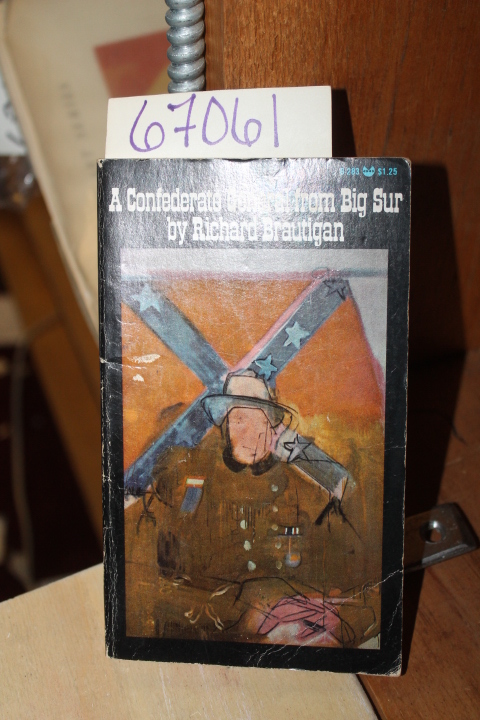 67061
$1.25
A Confederate General from Big Sur
by Richard Brautigan